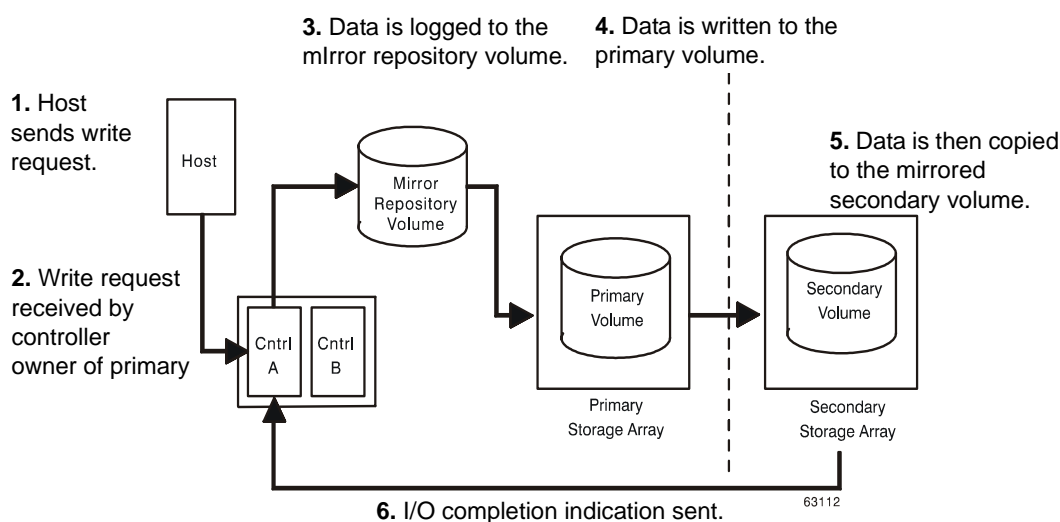 3. Data is logged to the
mIrror repository volume.
4. Data is written to the
primary volume.
1. Host
sends write
request.
Host
5. Data is then copied
to the mirrored
secondary volume.
Mirror
Repository
Volume
2. Write request
received by
controller
owner of primary
Cntrl
A
Cntrl
B
Primary
Volume
Secondary
Volume
Primary
Storage Array
Secondary
Storage Array
63112
6. I/O completion indication sent.